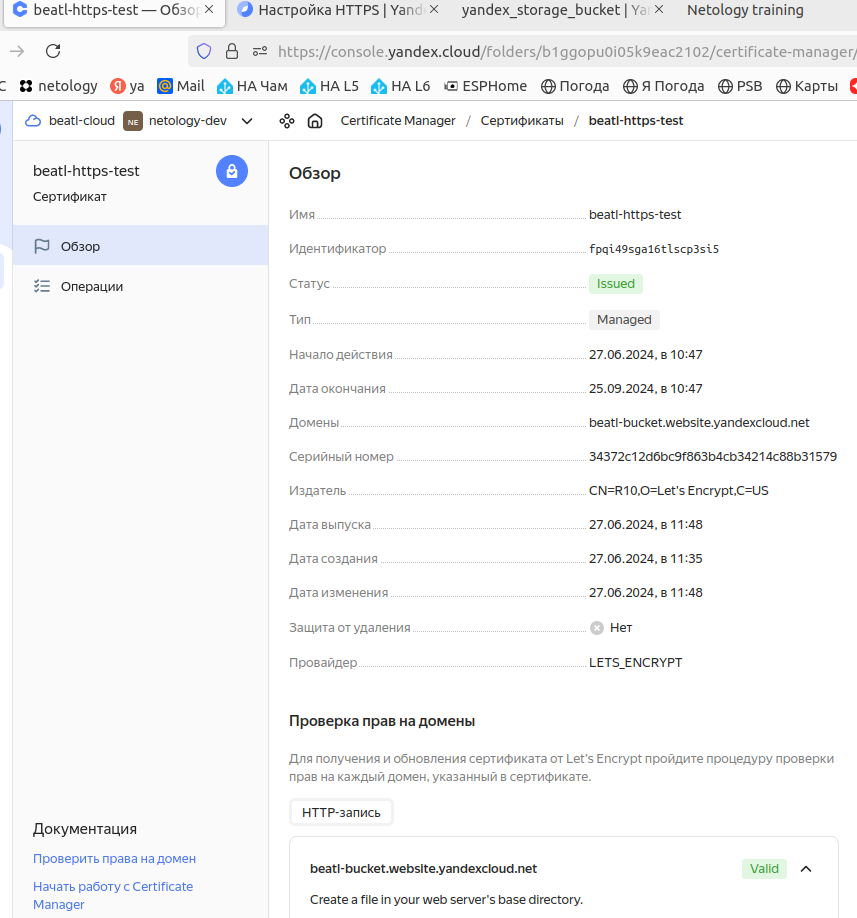 beatl-https-test — Обзор
Настройка HTTPS | Yand
yandex_storage_bucket | Ya
Netology training
https://console.yandex.cloud/folders/b1ggopu0i05k9eac2102/certificate-manager/
C netology ya Mail НА Чам HA L5 HA L6 ESPHome Погода Я Погода PSB Карты
beatl-cloud NE netology-dev Certificate Manager / Сертификаты / beatl-https-test
beatl-https-test
Сертификат
Обзор
Операции
Документация
Проверить права на домен
Начать работу с Certificate
Manager
Обзор
Имя beatl-https-test
Идентификатор fpqi49sga16tlscp3si5
Статус Issued
Тип Managed
Начало действия 27.06.2024, в 10:47
Дата окончания 25.09.2024, в 10:47
Домены beatl-bucket.website.yandexcloud.net
Серийный номер 34372c12d6bc9f863b4cb34214c88b31579
Издатель CN=R10,O=Let's Encrypt,C=US
Дата выпуска 27.06.2024, в 11:48
Дата создания 27.06.2024, в 11:35
Дата изменения 27.06.2024, в 11:48
Защита от удаления Нет
Провайдер LETS_ENCRYPT
Проверка прав на домены
Для получения и обновления сертификата от Let's Encrypt пройдите процедуру проверки
прав на каждый домен, указанный в сертификате.
HTTP-запись
beatl-bucket.website.yandexcloud.net Valid
Create a file in your web server's base directory.